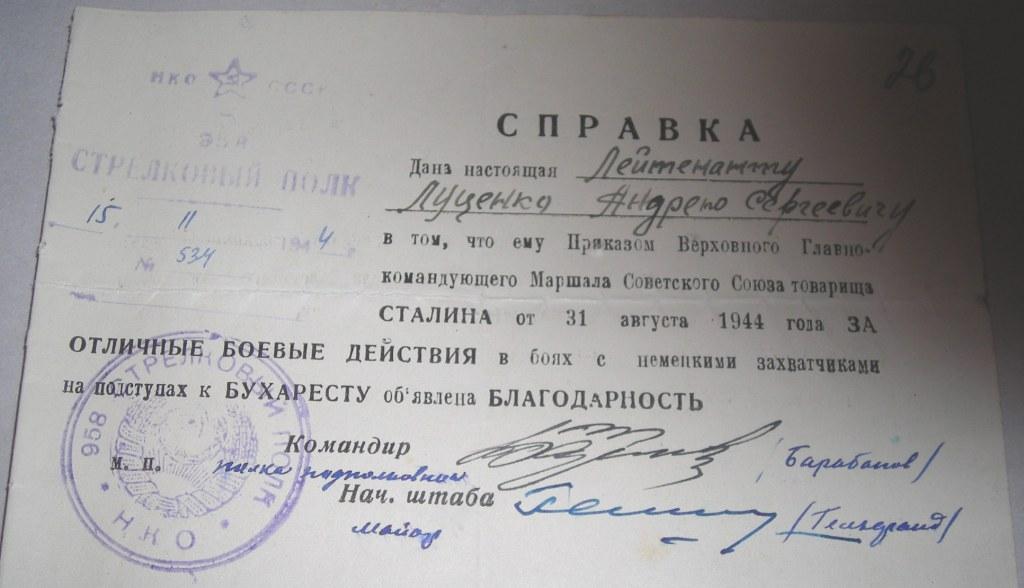 26
НКО СССР
СТРЕЛКОВЫЙ ПОЛК
15. 11 1944
№ 534
СПРАВКА
Дана настоящая Лейтенанту
Луценко Андрею Сергеевичу
в том, что ему Приказом Верховного Главно-
командующего Маршала Советского Союза товарища
СТАЛИНА от 31 августа 1944 года ЗА
ОТЛИЧНЫЕ БОЕВЫЕ ДЕЙСТВИЯ в боях с немецкими захватчиками
на подступах к БУХАРЕСТУ об‘явлена БЛАГОДАРНОСТЬ
Командир /Барабанов/
М. П. полка подполковник
Нач. штаба
майор
958 СТРЕЛКОВЫЙ ПОЛК НКО